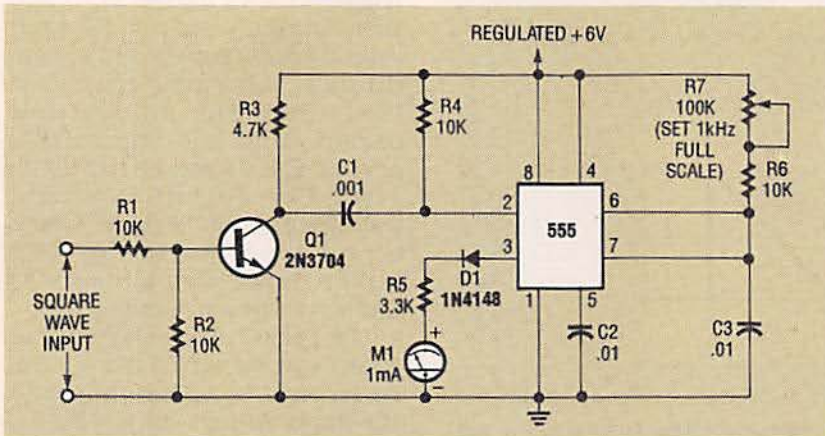 REGULATED +6V
R3
4.7K
R4
10K
R7
100K
(SET 1kHz
FULL
SCALE)
C1
.001
R6
10K
8
4
2
6
555
R1
10K
Q1
2N3704
3
7
D1
1N4148
R5
3.3K
1
5
SQUARE
WAVE
INPUT
R2
10K
C2
.01
C3
.01
M1
1mA
+
−